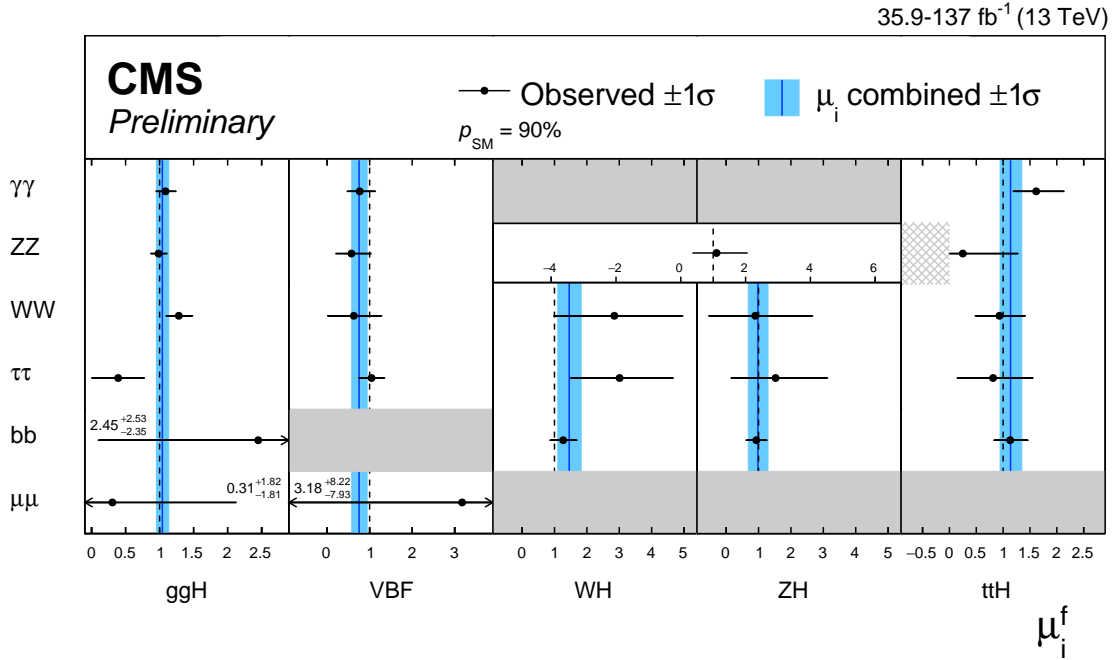 35.9-137 fb⁻¹ (13 TeV)
CMS
Preliminary
Observed ±1σ
μᵢ combined ±1σ
p_SM = 90%
0 0.5 1 1.5 2 2.5
0 1 2 3
0 1 2 3 4 5
0 1 2 3 4 5
−0.5 0 0.5 1 1.5 2 2.5
γγ
ZZ
−4 −2 0 2 4 6
WW
ττ
bb
2.45 +2.53 −2.35
μμ
0.31 +1.82 −1.81
3.18 +8.22 −7.93
ggH
VBF
WH
ZH
ttH
μᵢᶠ